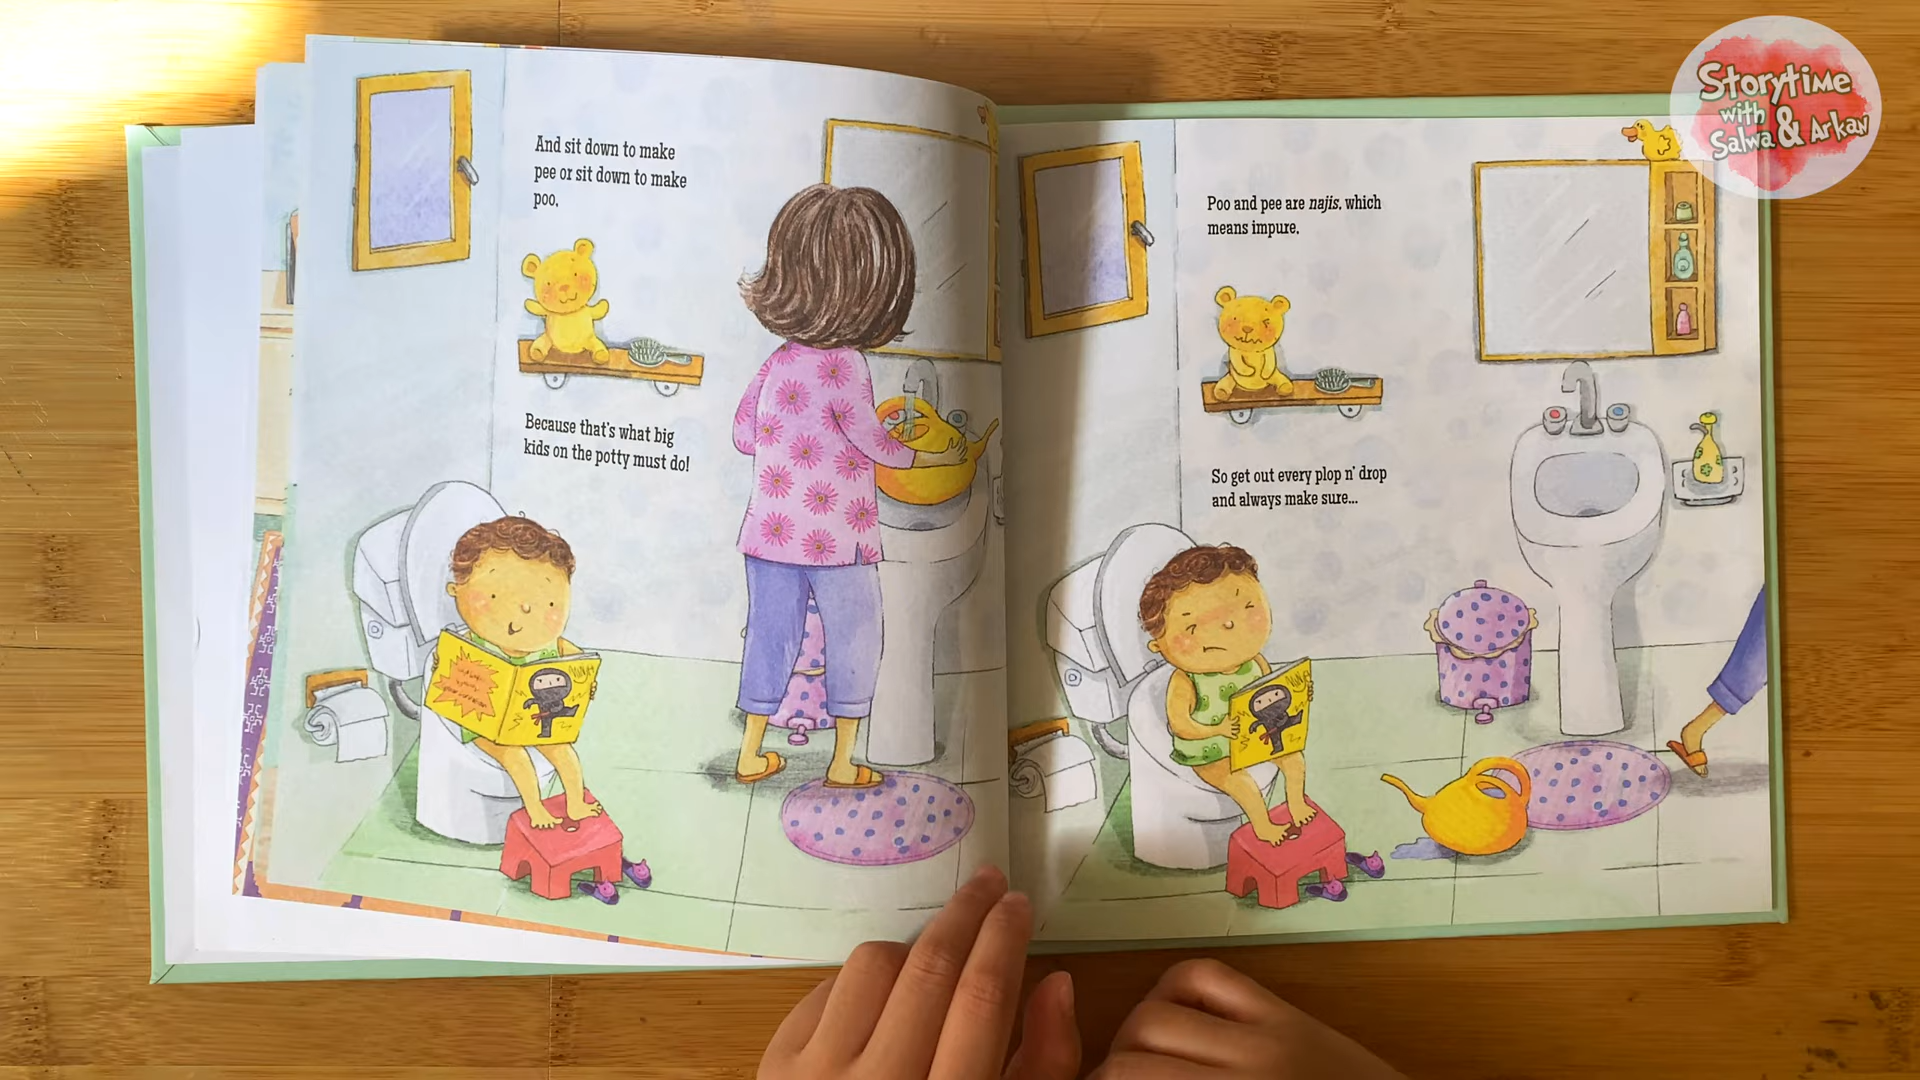 And sit down to make
pee or sit down to make
poo.
Because that's what big
kids on the potty must do!
Poo and pee are najis, which
means impure.
So get out every plop n' drop
and always make sure...
Storytime
with
Salwa & Arkan